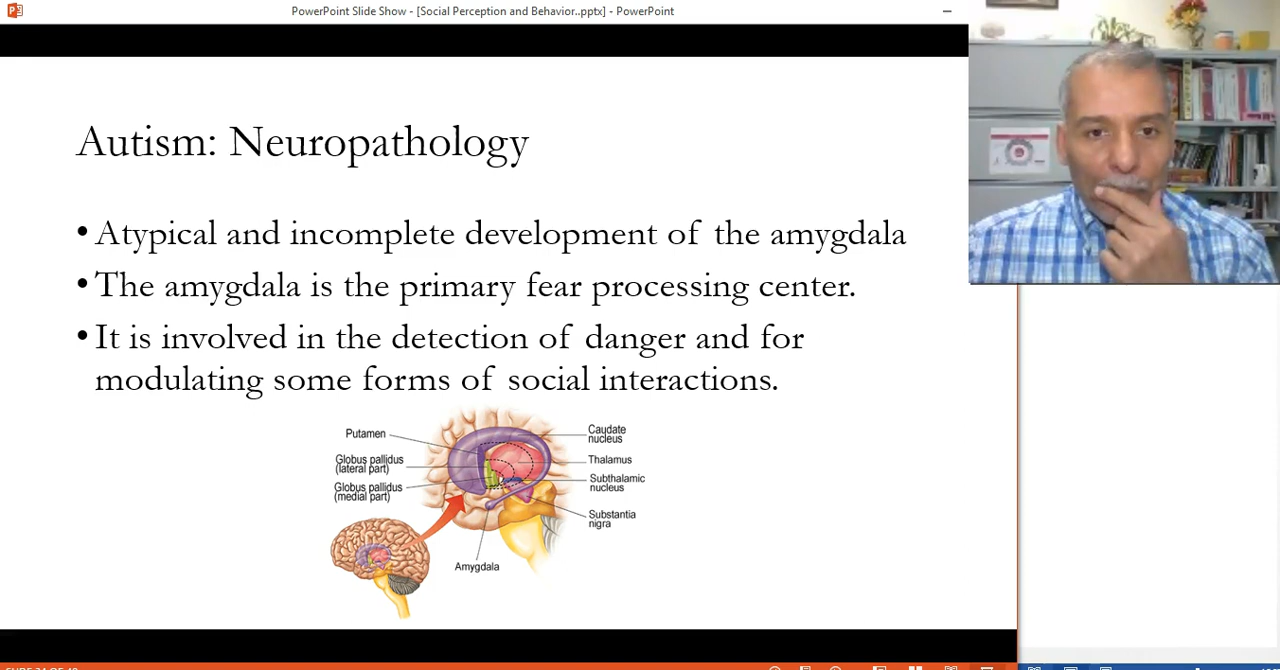 PowerPoint Slide Show - [Social Perception and Behavior..pptx] - PowerPoint
Autism: Neuropathology
• Atypical and incomplete development of the amygdala
• The amygdala is the primary fear processing center.
• It is involved in the detection of danger and for
modulating some forms of social interactions.
Putamen
Globus pallidus
(lateral part)
Globus pallidus
(medial part)
Caudate
nucleus
Thalamus
Subthalamic
nucleus
Substantia
nigra
Amygdala